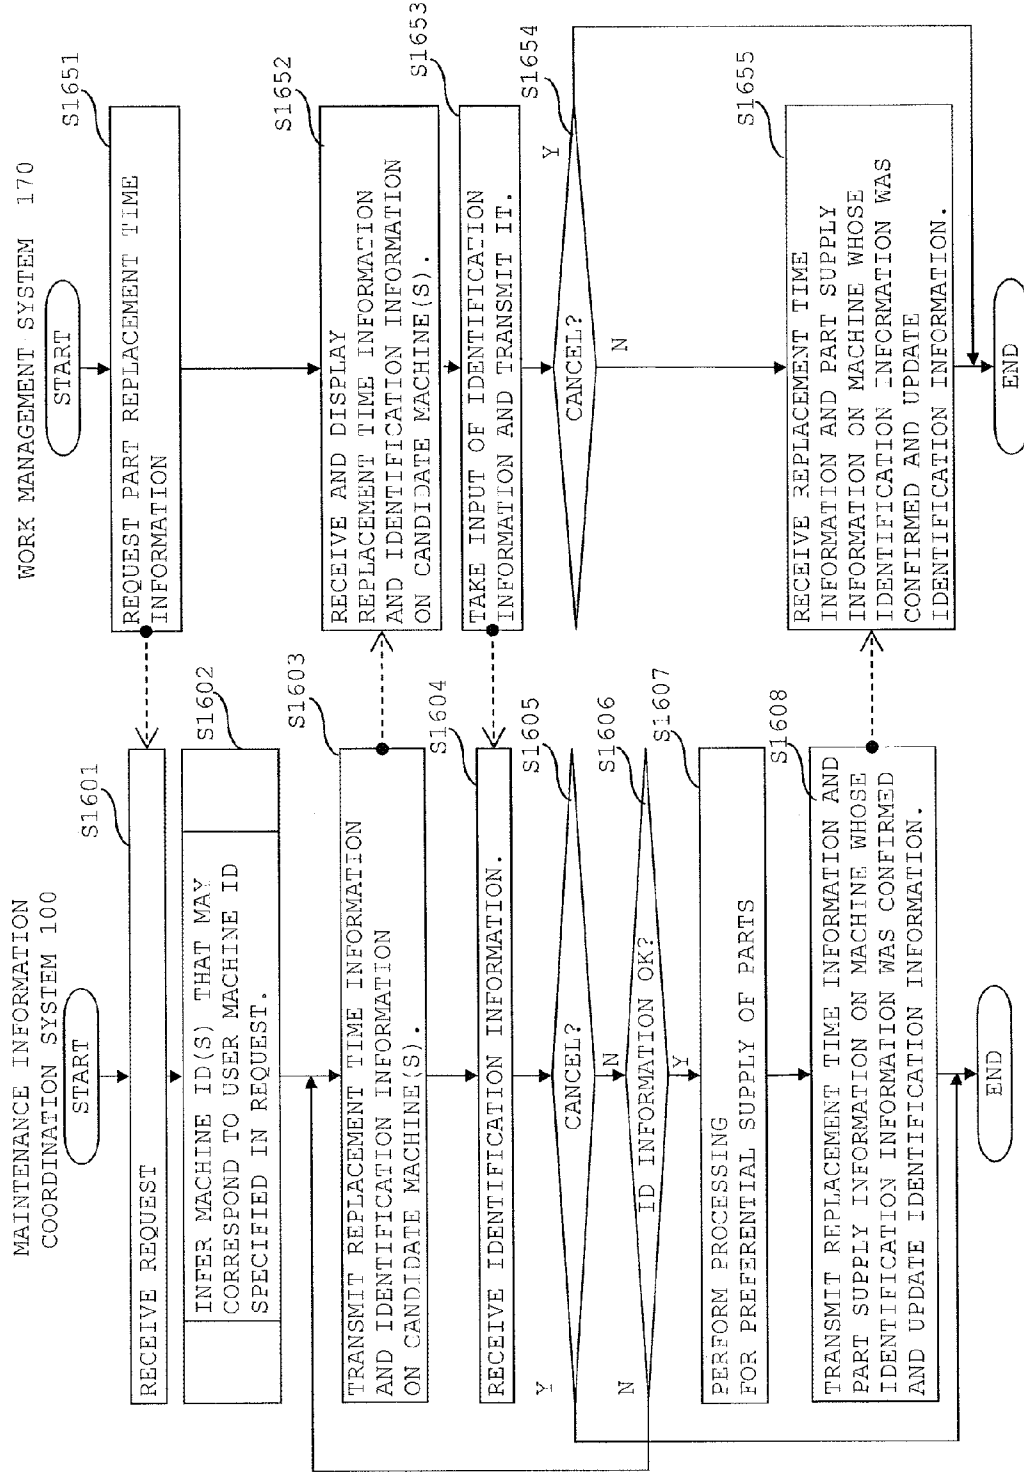 MAINTENANCE INFORMATION
COORDINATION SYSTEM 100
START
S1601
RECEIVE REQUEST
S1602
INFER MACHINE ID(S) THAT MAY
CORRESPOND TO USER MACHINE ID
SPECIFIED IN REQUEST.
S1603
TRANSMIT REPLACEMENT TIME INFORMATION
AND IDENTIFICATION INFORMATION
ON CANDIDATE MACHINE(S).
S1604
RECEIVE IDENTIFICATION INFORMATION.
S1605
CANCEL?
Y
N
S1606
ID INFORMATION OK?
N
Y
S1607
PERFORM PROCESSING
FOR PREFERENTIAL SUPPLY OF PARTS
S1608
TRANSMIT REPLACEMENT TIME INFORMATION AND
PART SUPPLY INFORMATION ON MACHINE WHOSE
IDENTIFICATION INFORMATION WAS CONFIRMED
AND UPDATE IDENTIFICATION INFORMATION.
END
WORK MANAGEMENT SYSTEM 170
START
S1651
REQUEST PART REPLACEMENT TIME
INFORMATION
S1652
RECEIVE AND DISPLAY
REPLACEMENT TIME INFORMATION
AND IDENTIFICATION INFORMATION
ON CANDIDATE MACHINE(S).
S1653
TAKE INPUT OF IDENTIFICATION
INFORMATION AND TRANSMIT IT.
S1654
CANCEL?
Y
N
S1655
RECEIVE REPLACEMENT TIME
INFORMATION AND PART SUPPLY
INFORMATION ON MACHINE WHOSE
IDENTIFICATION INFORMATION WAS
CONFIRMED AND UPDATE
IDENTIFICATION INFORMATION.
END